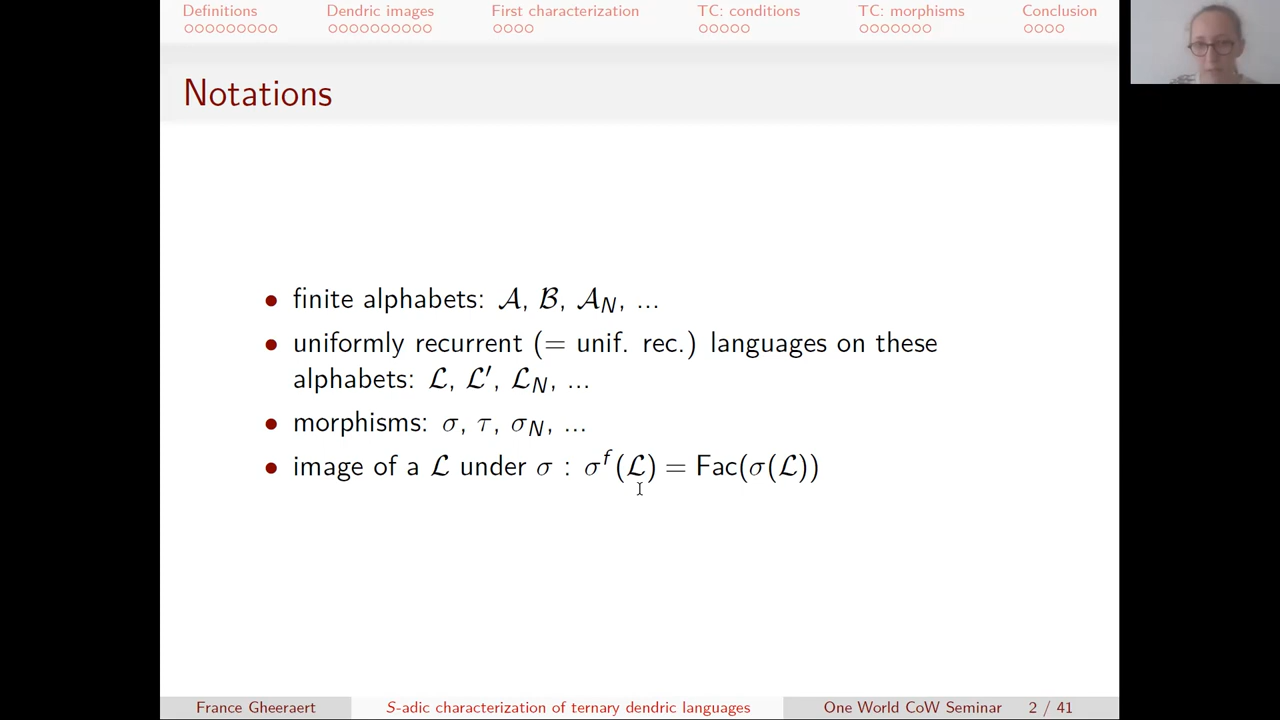 Definitions Dendric images First characterization TC: conditions TC: morphisms Conclusion
Notations
• finite alphabets: 𝒜, ℬ, 𝒜_N, ...
• uniformly recurrent (= unif. rec.) languages on these
alphabets: ℒ, ℒ′, ℒ_N, ...
• morphisms: σ, τ, σ_N, ...
• image of a ℒ under σ : σ^f(ℒ) = Fac(σ(ℒ))
France Gheeraert S-adic characterization of ternary dendric languages One World CoW Seminar 2 / 41